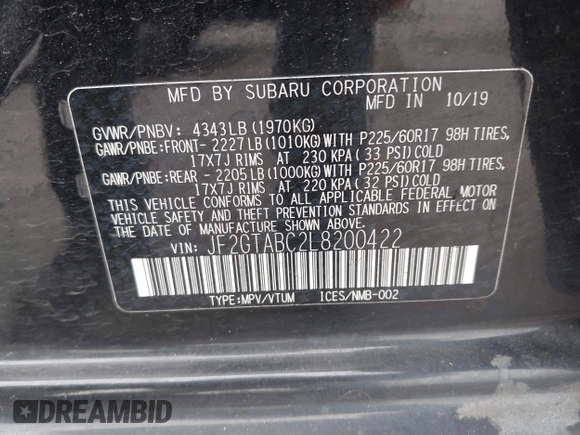 MFD BY SUBARU CORPORATION
MFD IN 10/19
GVWR/PNBV: 4343LB(1970KG)
GAWR/PNBE:FRONT- 2227LB(1010KG)WITH P225/60R17 98H TIRES,
17X7J RIMS AT 230 KPA(33 PSI)COLD
GAWR/PNBE:REAR - 2205LB(1000KG)WITH P225/60R17 98H TIRES,
17X7J RIMS AT 220 KPA(32 PSI)COLD
THIS VEHICLE CONFORMS TO ALL APPLICABLE FEDERAL MOTOR
VEHICLE SAFETY AND THEFT PREVENTION STANDARDS IN EFFECT ON
THE DATE OF MANUFACTURE SHOWN ABOVE.
VIN: JF2GTABC2L8200422
TYPE:MPV/VTUM ICES/NMB-002
DREAMBID